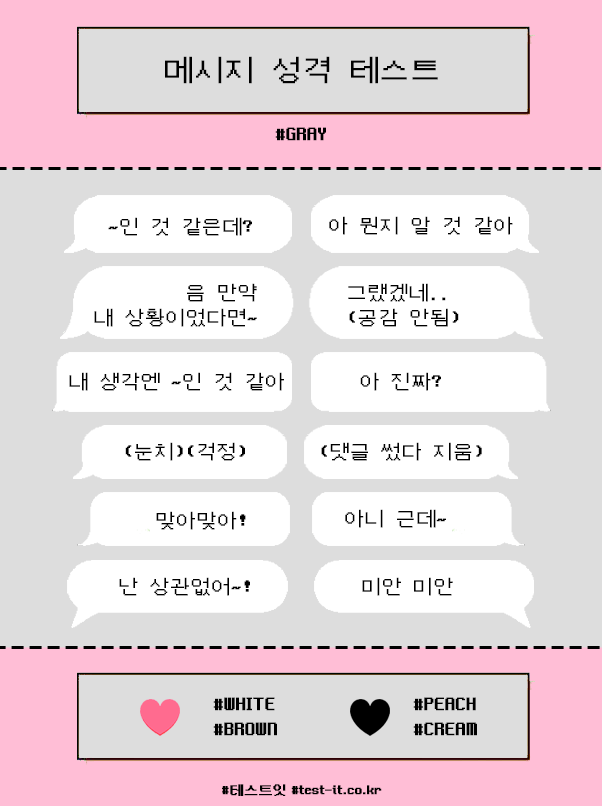 메시지 성격 테스트
#GRAY
~인 것 같은데?
아 뭔지 알 것 같아
음 만약
내 상황이었다면~
그랬겠네..
(공감 안됨)
내 생각엔 ~인 것 같아
아 진짜?
(눈치)(걱정)
(댓글 썼다 지움)
맞아맞아!
아니 근데~
난 상관없어~!
미안 미안
#WHITE
#BROWN
#PEACH
#CREAM
#테스트잇 #test-it.co.kr